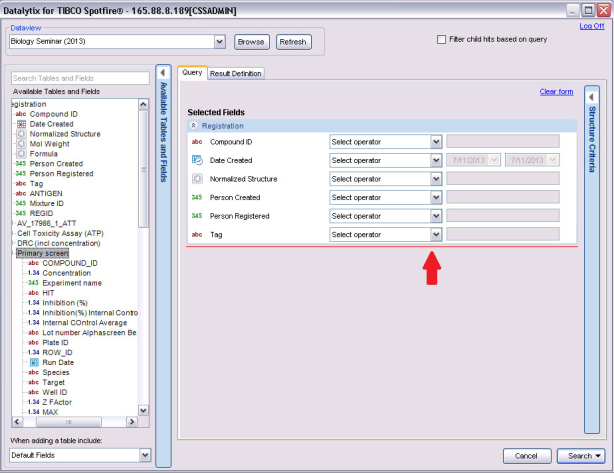 Datalytix for TIBCO Spotfire® - 165.88.8.189[CSSADMIN]
Log Off
Dataview
Biology Seminar (2013)
Browse
Refresh
Filter child hits based on query
Search Tables and Fields
Available Tables and Fields
egistration
abc Compound ID
Date Created
Normalized Structure
Mol Weight
Formula
345 Person Created
345 Person Registered
abc Tag
abc ANTIGEN
345 Mixture ID
345 REGID
AV_17986_1_ATT
Cell Toxicity Assay (ATP)
DRC (incl concentration)
Primary screen
abc COMPOUND_ID
1.34 Concentration
345 Experiment name
abc HIT
1.34 Inhibition (%)
1.34 Inhibition(%) Internal Contro
1.34 Internal COntrol Average
abc Lot number Alphascreen Be
abc Plate ID
1.34 ROW_ID
Run Date
abc Species
abc Target
abc Well ID
1.34 Z FActor
1.34 MAX
When adding a table include:
Default Fields
Available Tables and Fields
Query
Result Definition
Clear form
Selected Fields
Registration
abc Compound ID Select operator
Date Created Select operator 7/11/2013 7/11/2013
Normalized Structure Select operator
345 Person Created Select operator
345 Person Registered Select operator
abc Tag Select operator
Structure Criteria
Cancel
Search